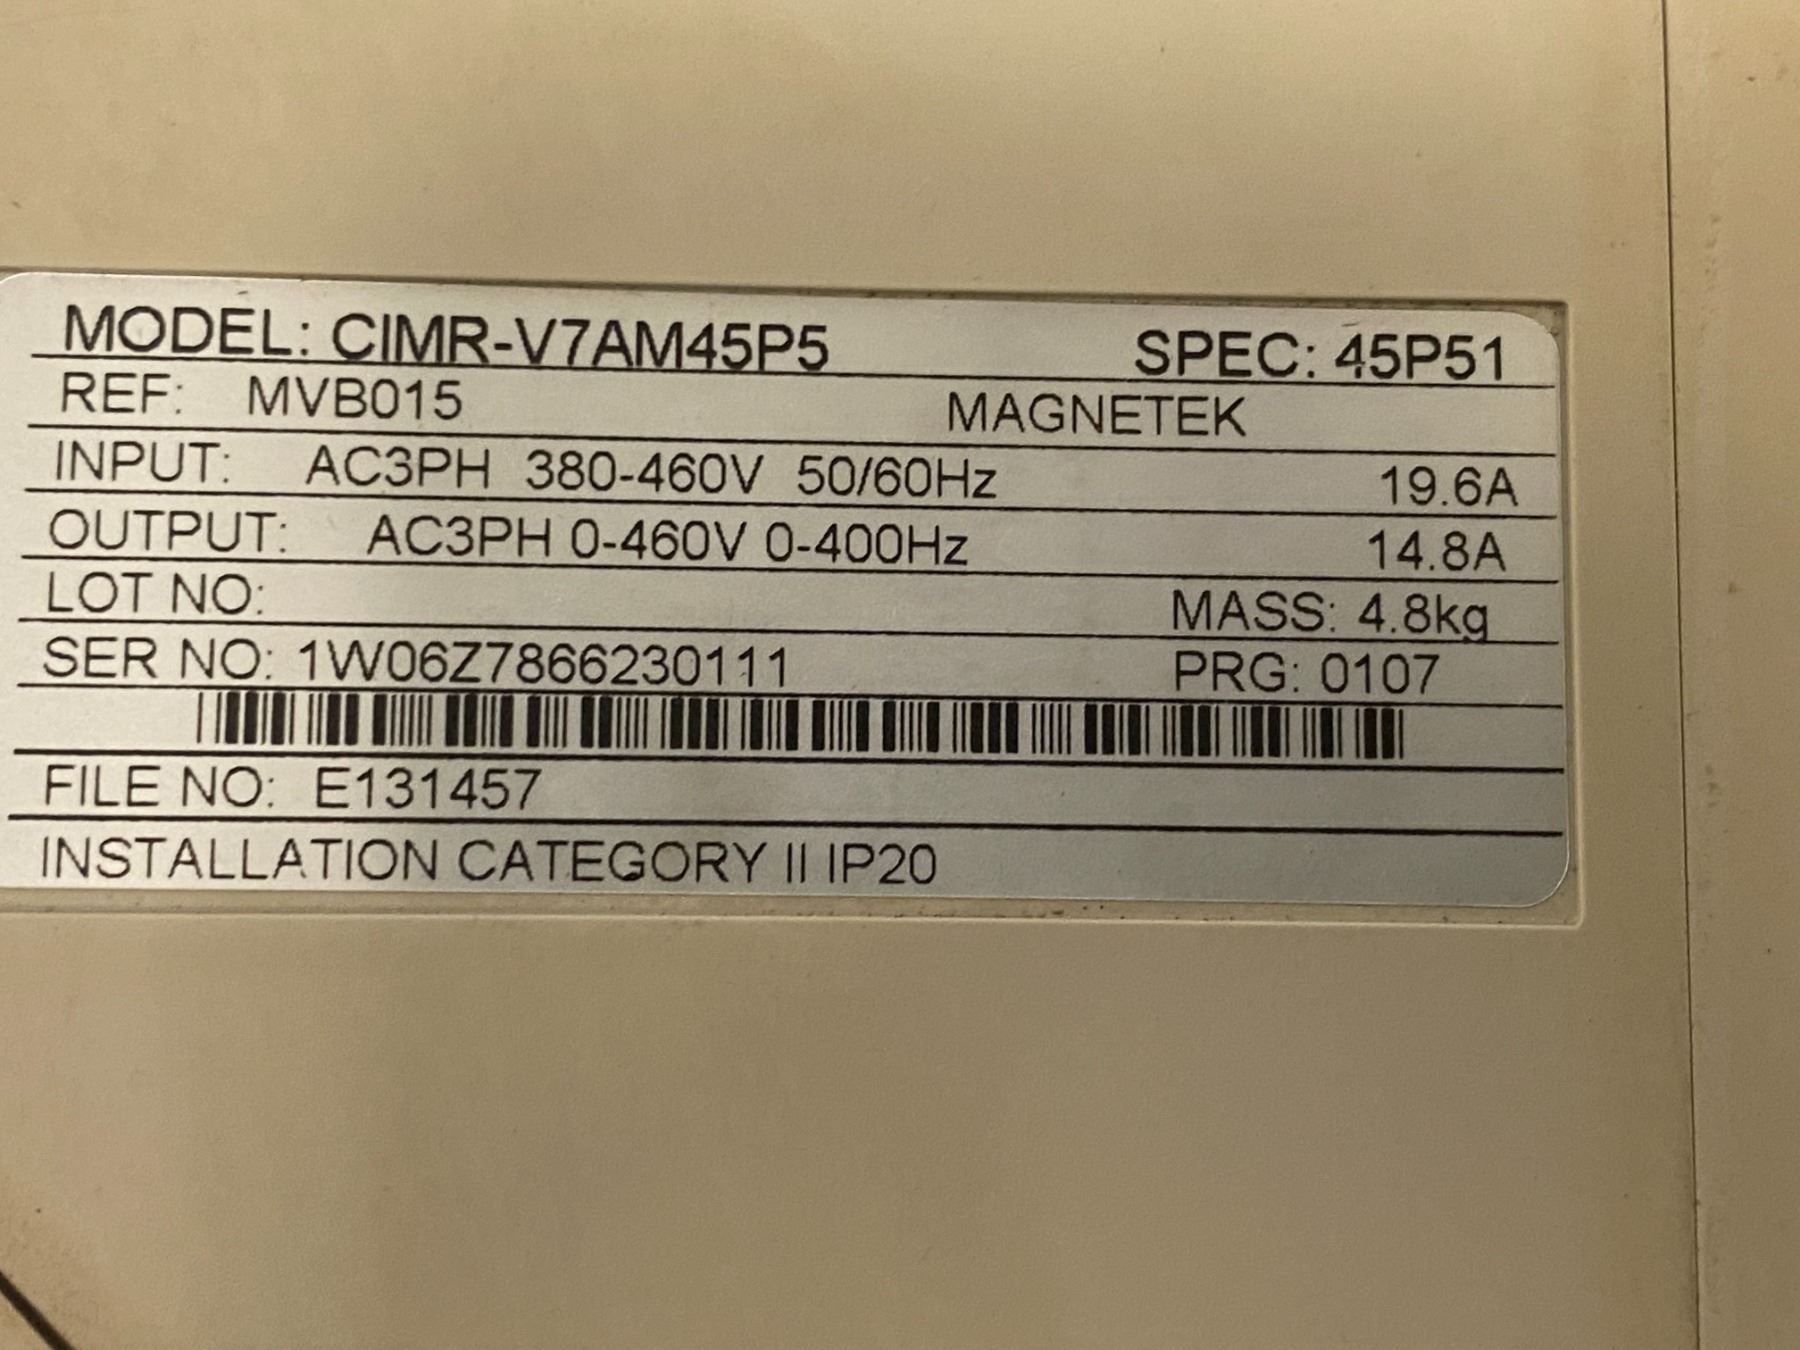 MODEL: CIMR-V7AM45P5 SPEC: 45P51
REF: MVB015 MAGNETEK
INPUT: AC3PH 380-460V 50/60Hz 19.6A
OUTPUT: AC3PH 0-460V 0-400Hz 14.8A
LOT NO: MASS: 4.8kg
SER NO: 1W06Z7866230111 PRG: 0107
FILE NO: E131457
INSTALLATION CATEGORY II IP20